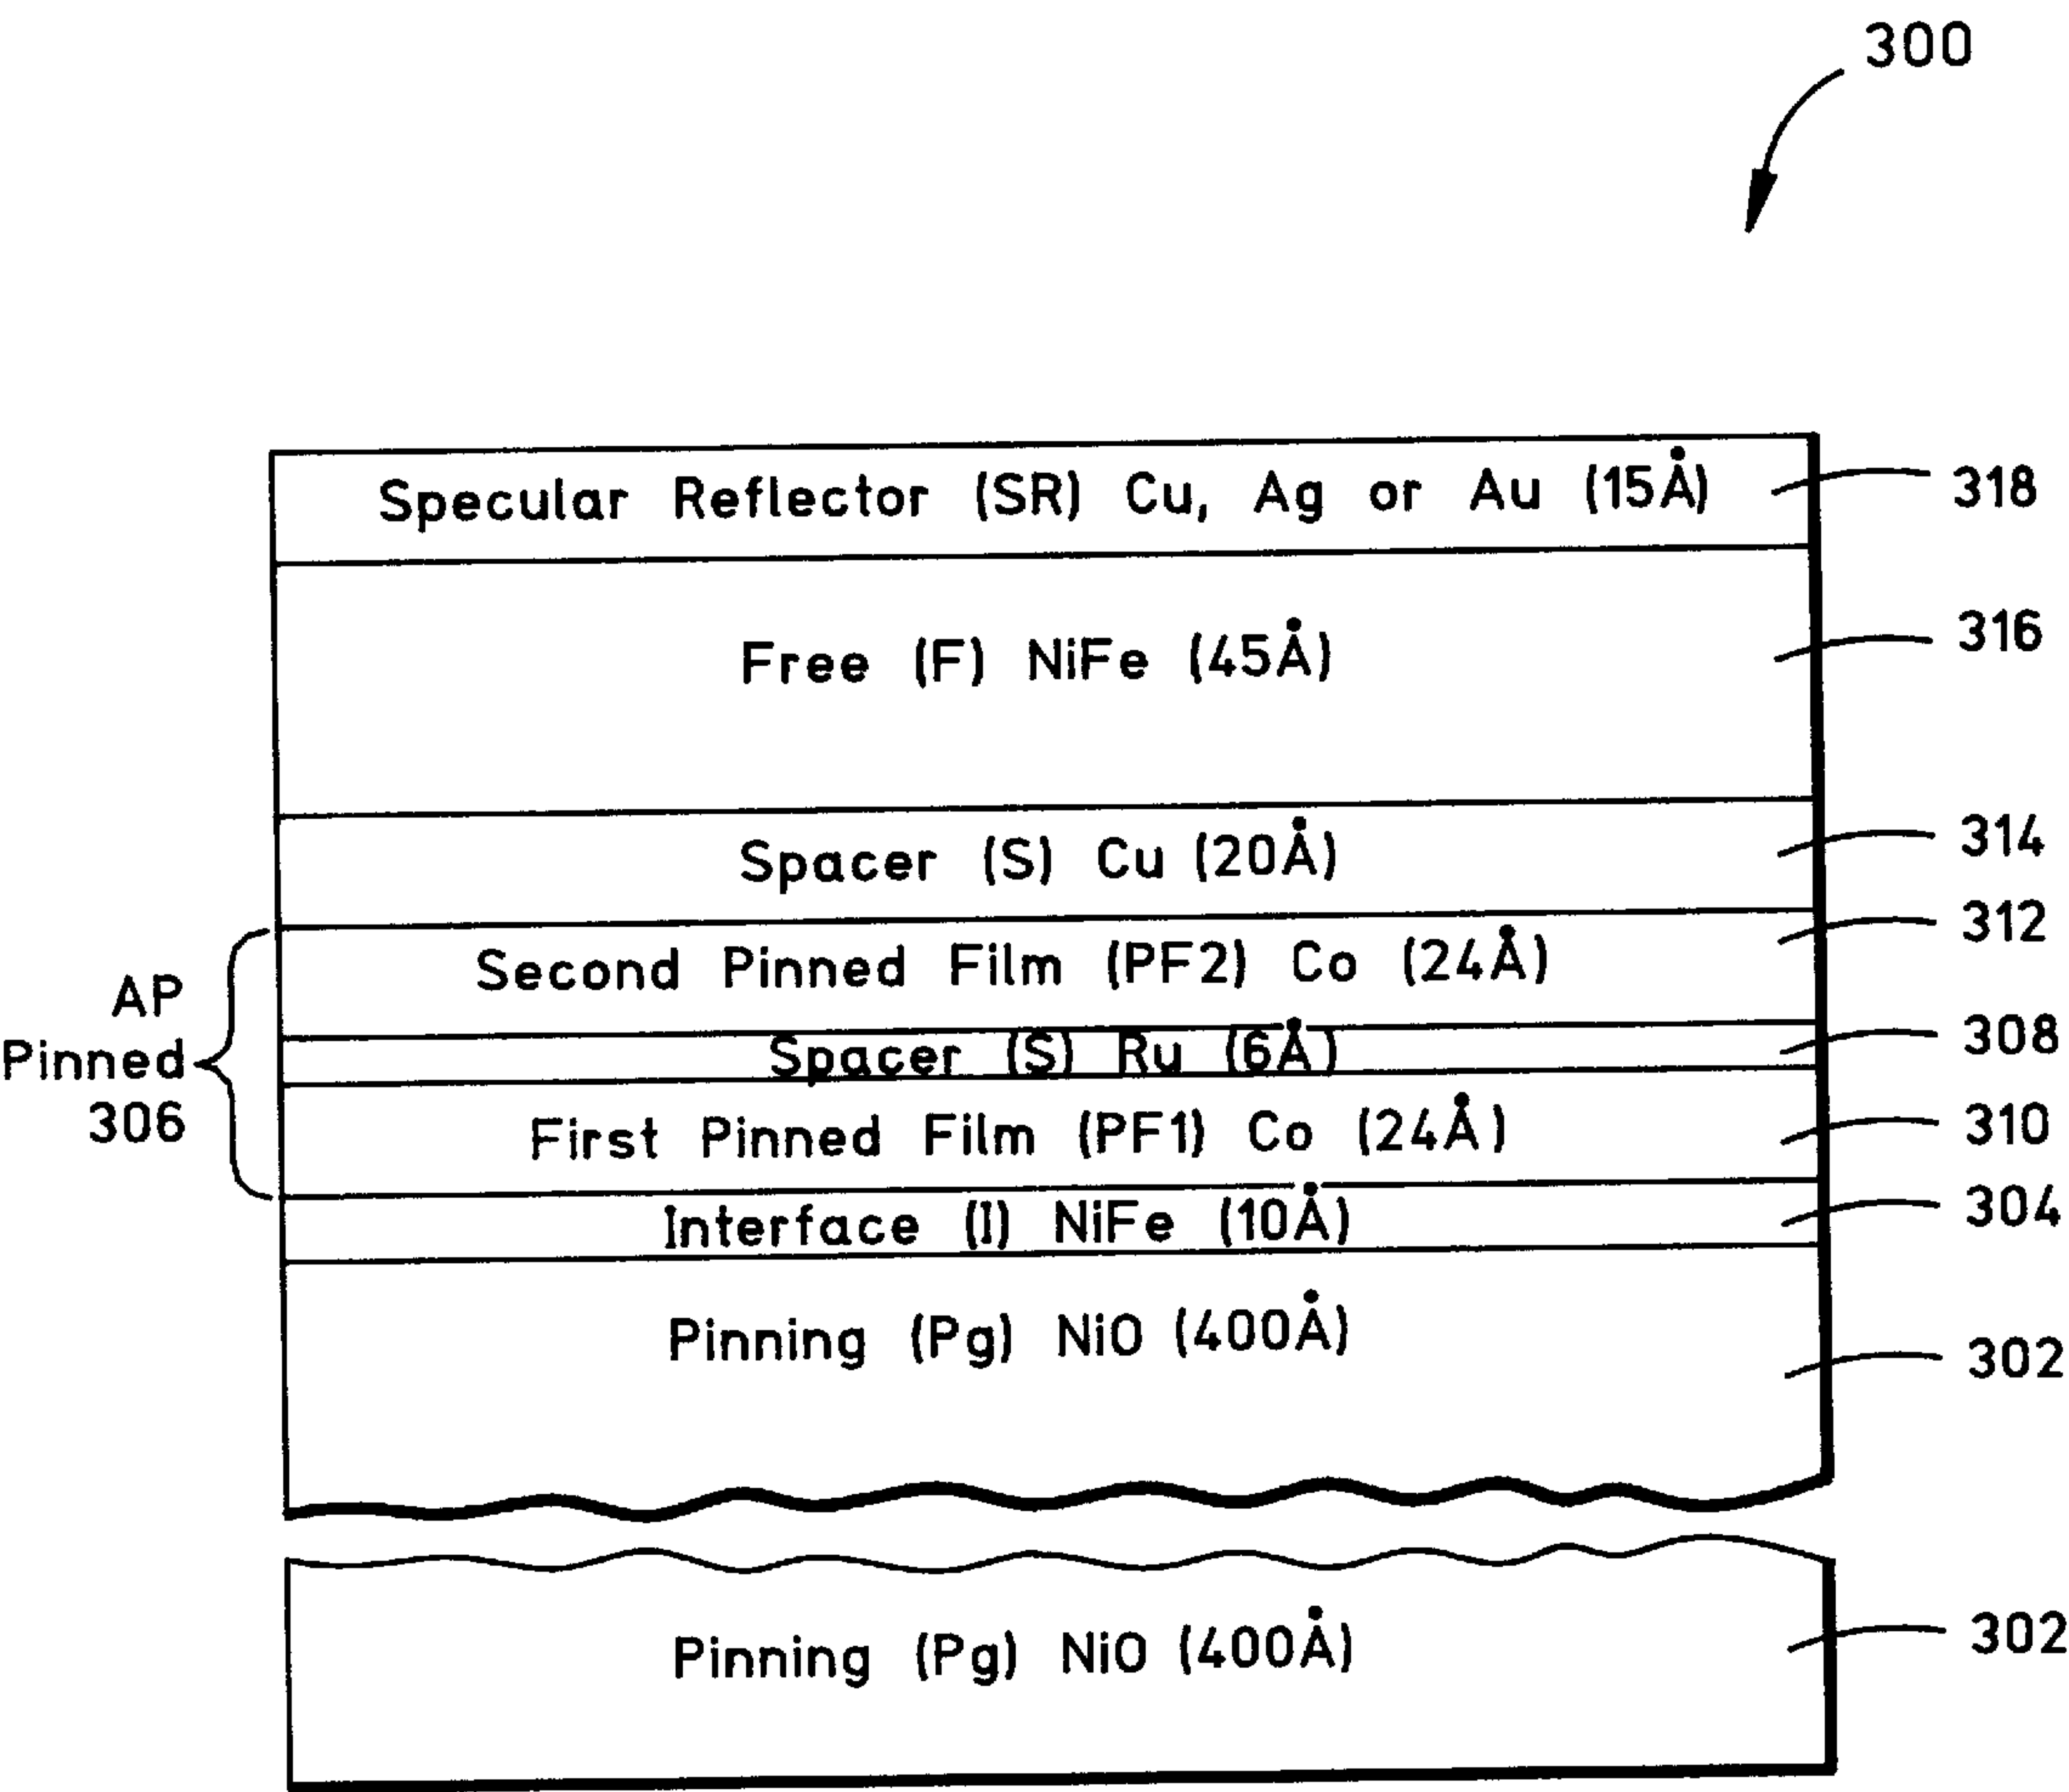 300
Specular Reflector (SR) Cu, Ag or Au (15Å)
318
Free (F) NiFe (45Å)
316
Spacer (S) Cu (20Å)
314
Second Pinned Film (PF2) Co (24Å)
312
AP
Pinned
306
Spacer (S) Ru (6Å)
308
First Pinned Film (PF1) Co (24Å)
310
Interface (I) NiFe (10Å)
304
Pinning (Pg) NiO (400Å)
302
Pinning (Pg) NiO (400Å)
302